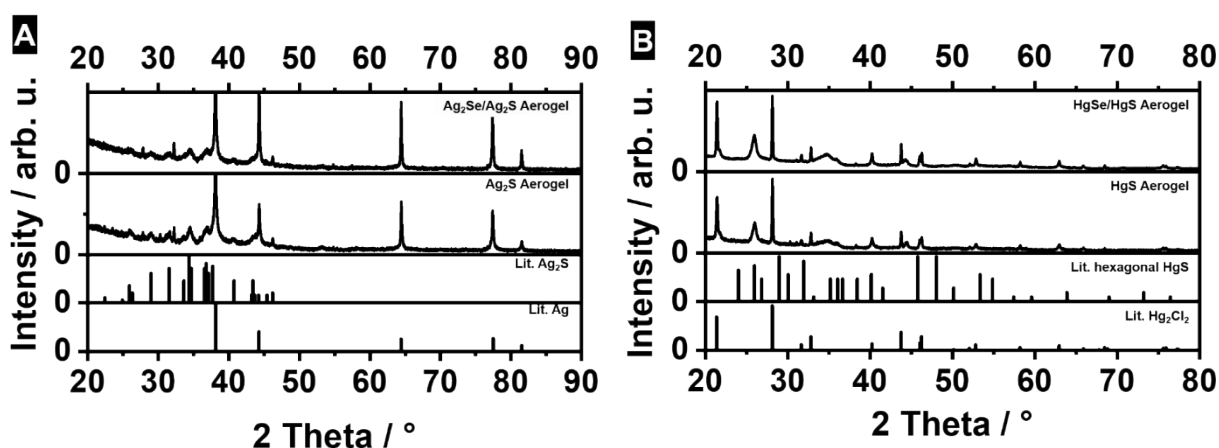 A
20 30 40 50 60 70 80 90
Ag₂Se/Ag₂S Aerogel
0
Ag₂S Aerogel
0
Lit. Ag₂S
0
Lit. Ag
0
20 30 40 50 60 70 80 90
Intensity / arb. u.
2 Theta / °
B
20 30 40 50 60 70 80
HgSe/HgS Aerogel
0
HgS Aerogel
0
Lit. hexagonal HgS
0
Lit. Hg₂Cl₂
0
20 30 40 50 60 70 80
Intensity / arb. u.
2 Theta / °